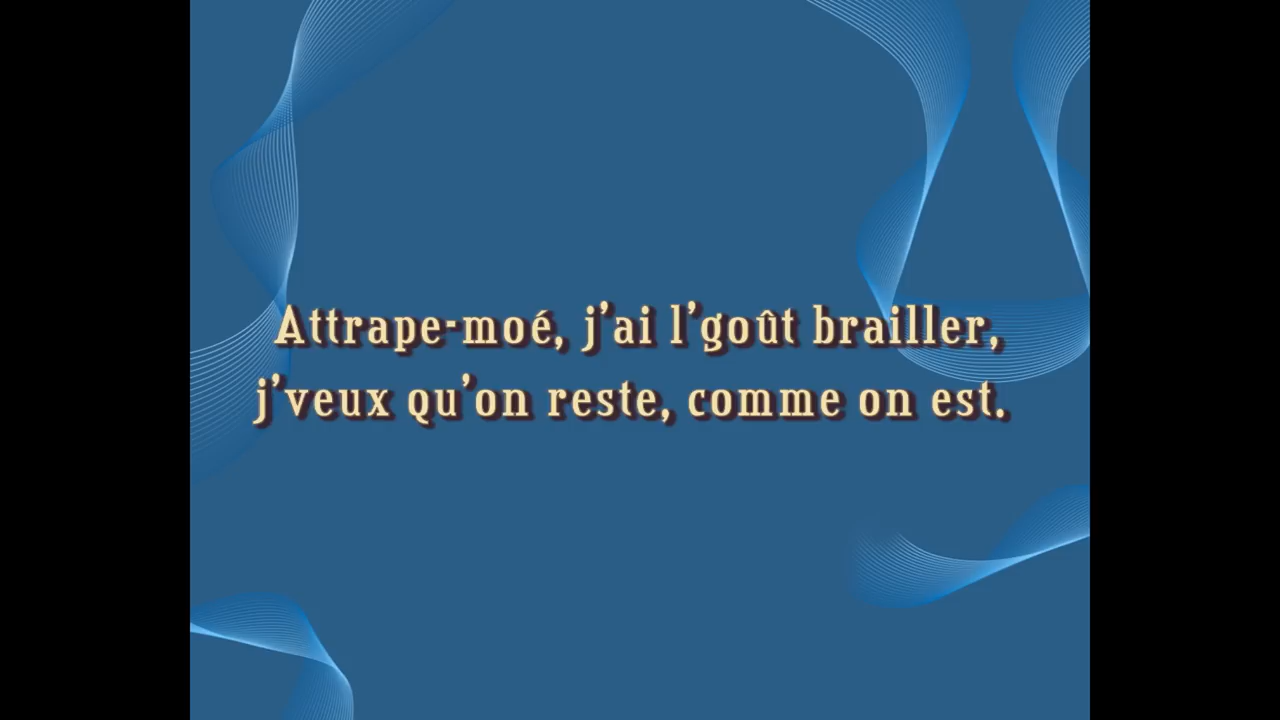 Attrape-moé, j'ai l'goût brailler,
j'veux qu'on reste, comme on est.